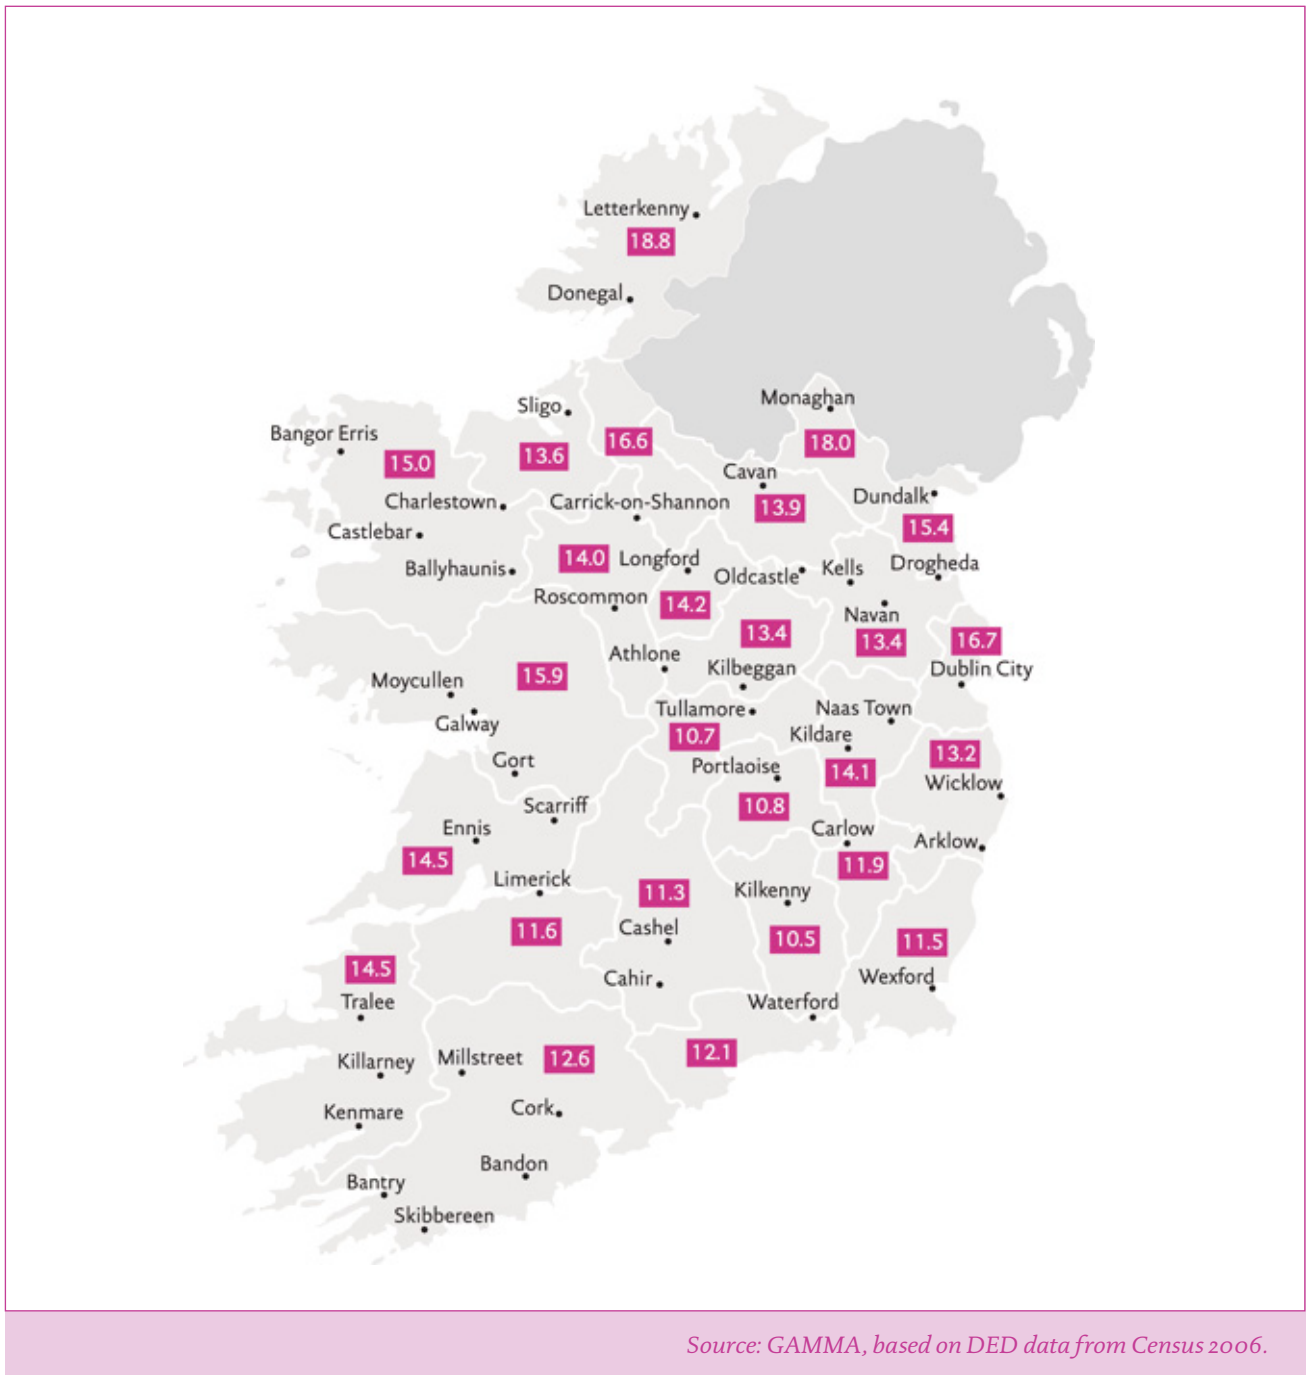 Letterkenny
18.8
Donegal
Monaghan
Sligo
Bangor Erris
16.6
18.0
13.6
15.0
Cavan
Dundalk
Charlestown
Carrick-on-Shannon
13.9
15.4
Castlebar
14.0
Longford
Drogheda
Ballyhaunis
Oldcastle
Kells
Roscommon
14.2
Navan
13.4
13.4
16.7
Athlone
Kilbeggan
Dublin City
Moycullen
15.9
Tullamore
Naas Town
Galway
10.7
Kildare
Gort
Portlaoise
14.1
13.2
Wicklow
Scarriff
10.8
Ennis
Carlow
Arklow
14.5
11.9
Limerick
11.3
Kilkenny
11.6
Cashel
10.5
11.5
14.5
Cahir
Wexford
Tralee
Waterford
Killarney
Millstreet
12.6
12.1
Kenmare
Cork
Bandon
Bantry
Skibbereen
Source: GAMMA, based on DED data from Census 2006.